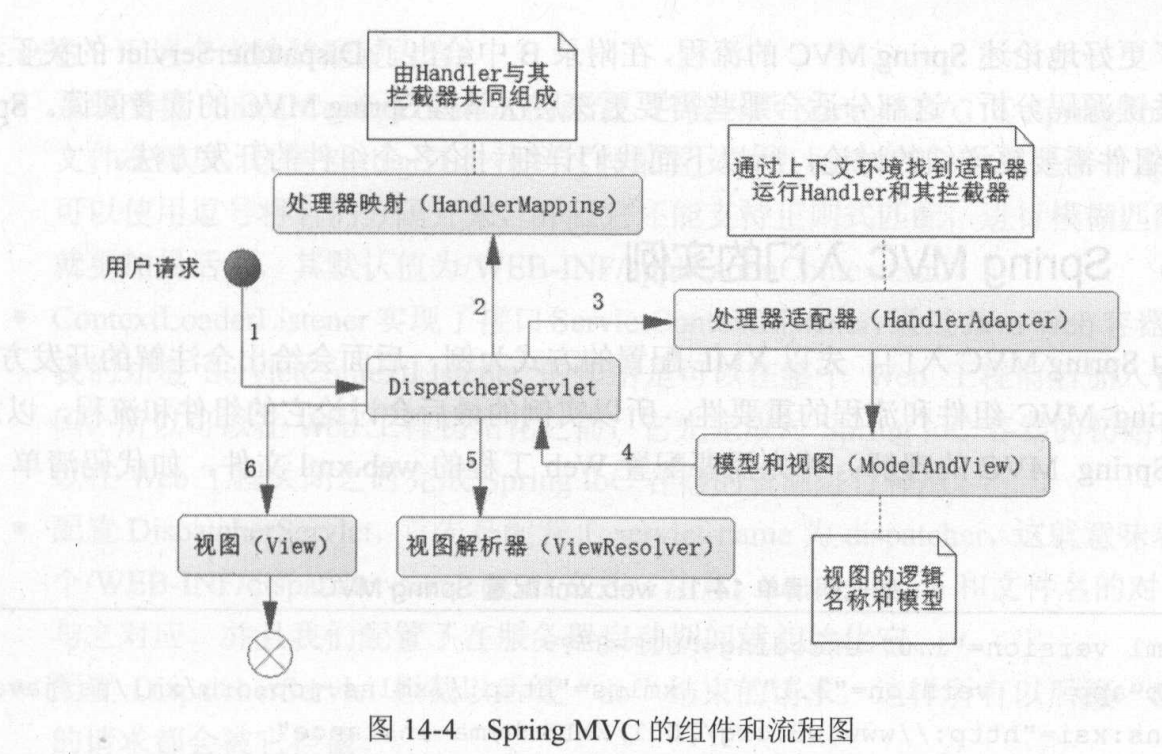 由Handler与其
拦截器共同组成
通过上下文环境找到适配器
运行Handler和其拦截器
处理器映射（HandlerMapping）
用户请求
1
2
3
处理器适配器（HandlerAdapter）
DispatcherServlet
4
5
6
模型和视图（ModelAndView）
视图（View）
视图解析器（ViewResolver）
视图的逻辑
名称和模型
图 14-4 Spring MVC 的组件和流程图